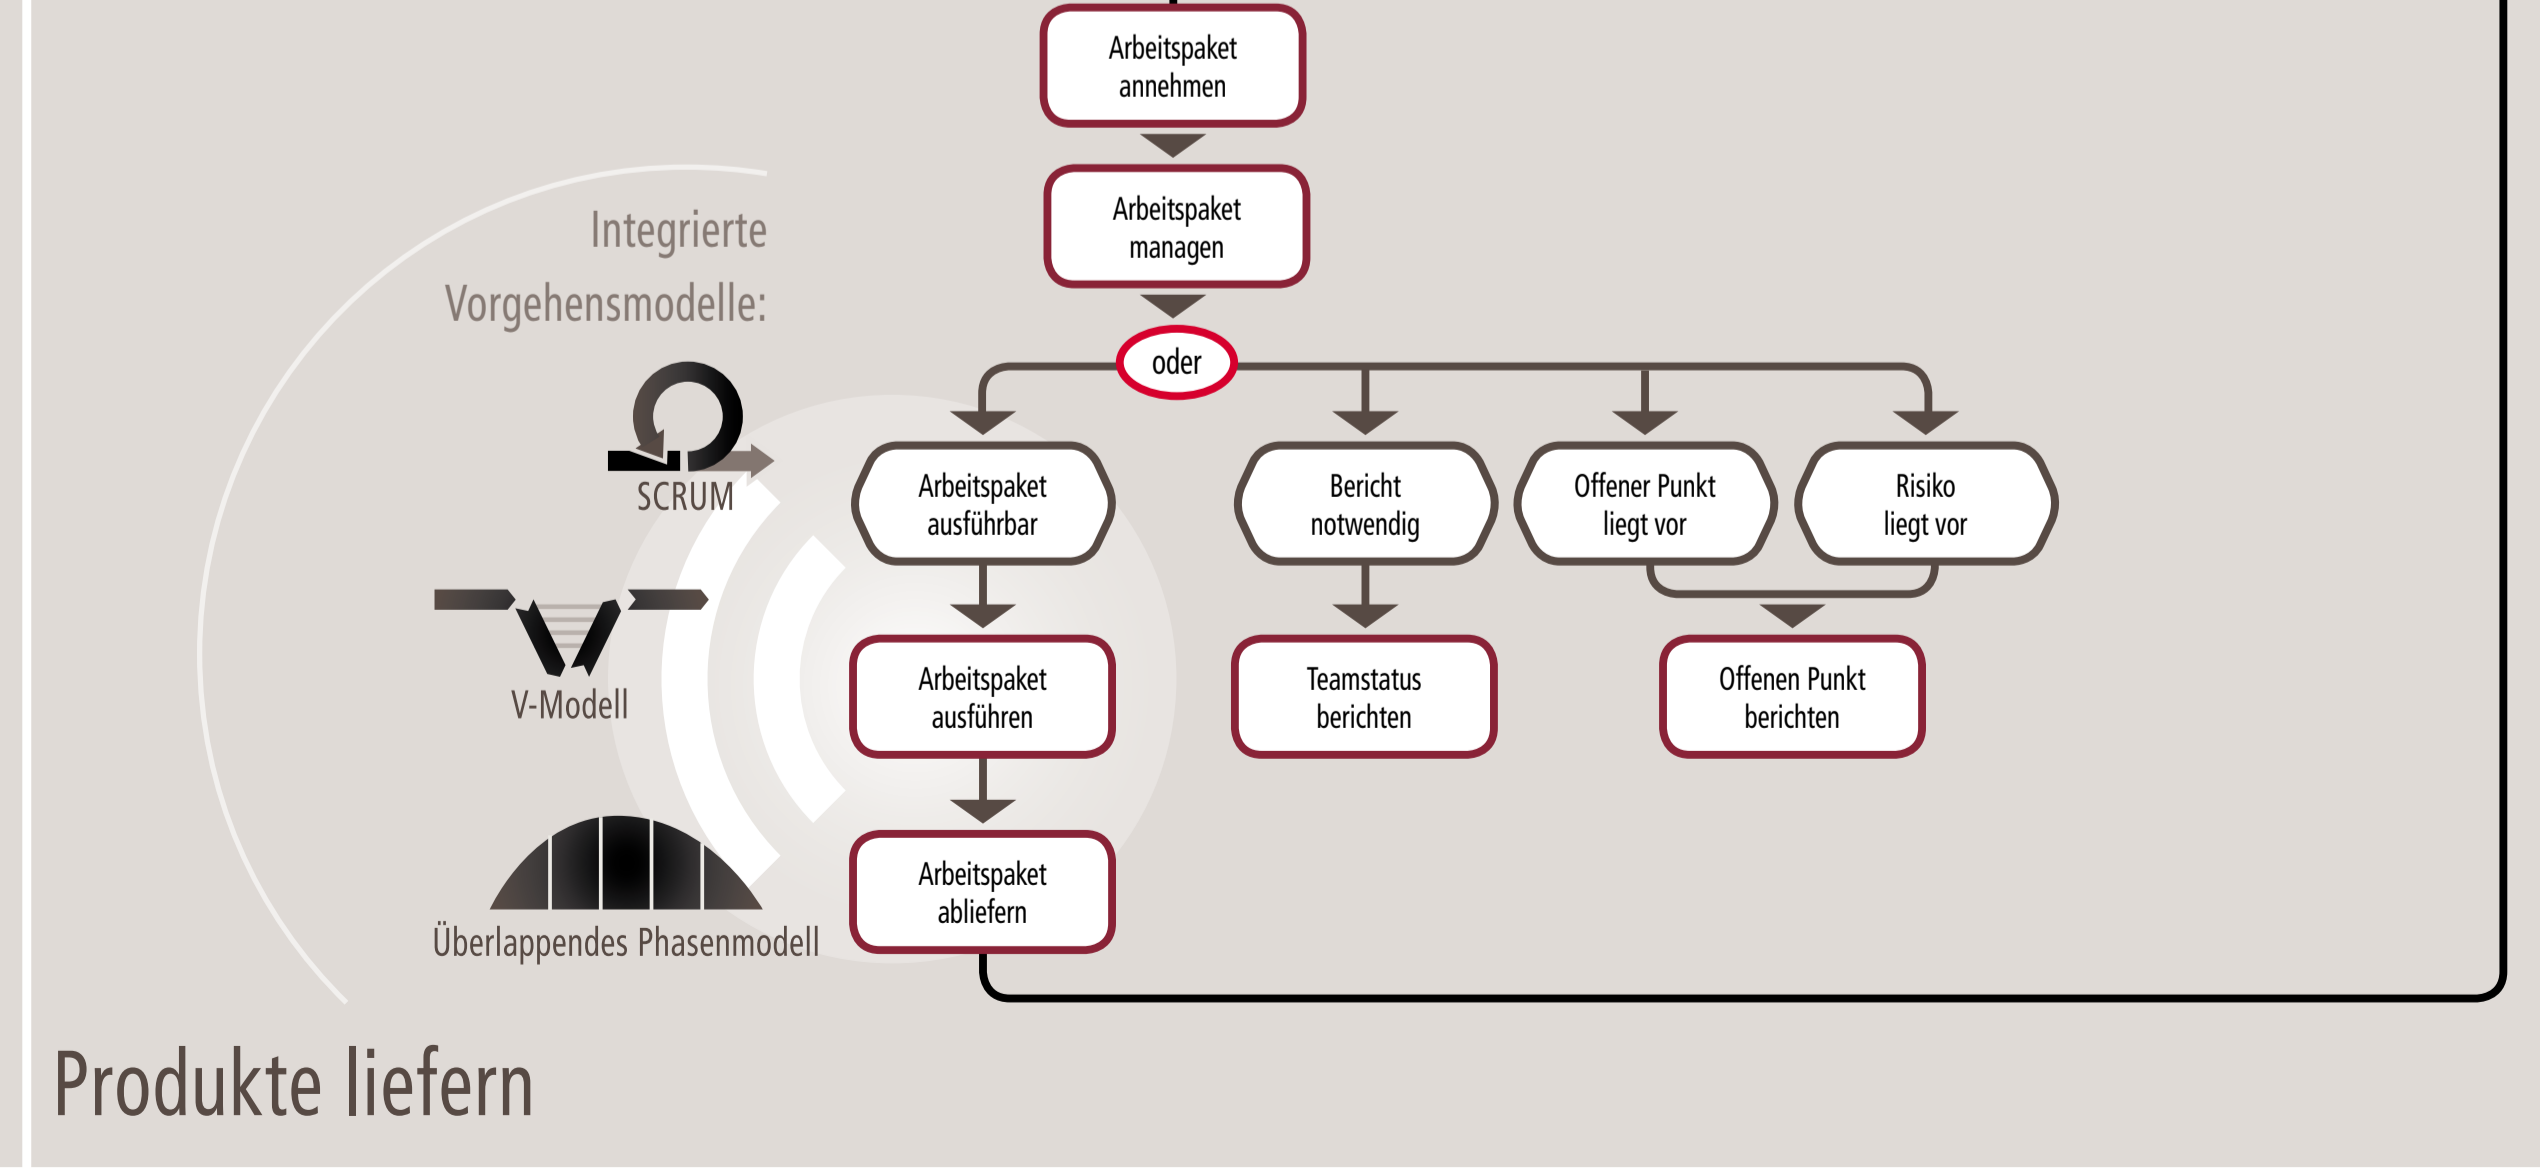 Arbeitspaket
annehmen
Arbeitspaket
managen
Integrierte
Vorgehensmodelle:
oder
SCRUM
V-Modell
Überlappendes Phasenmodell
Arbeitspaket
ausführbar
Bericht
notwendig
Offener Punkt
liegt vor
Risiko
liegt vor
Arbeitspaket
ausführen
Teamstatus
berichten
Offenen Punkt
berichten
Arbeitspaket
abliefern
Produkte liefern